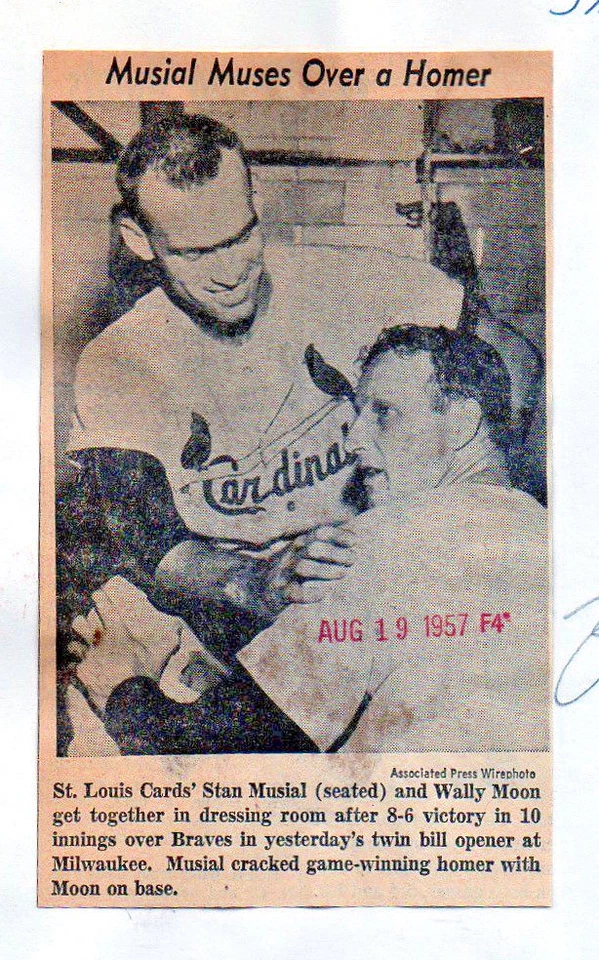 Musial Muses Over a Homer
Cardinals
AUG 19 1957 F4*
Associated Press Wirephoto
St. Louis Cards' Stan Musial (seated) and Wally Moon
get together in dressing room after 8-6 victory in 10
innings over Braves in yesterday's twin bill opener at
Milwaukee. Musial cracked game-winning homer with
Moon on base.